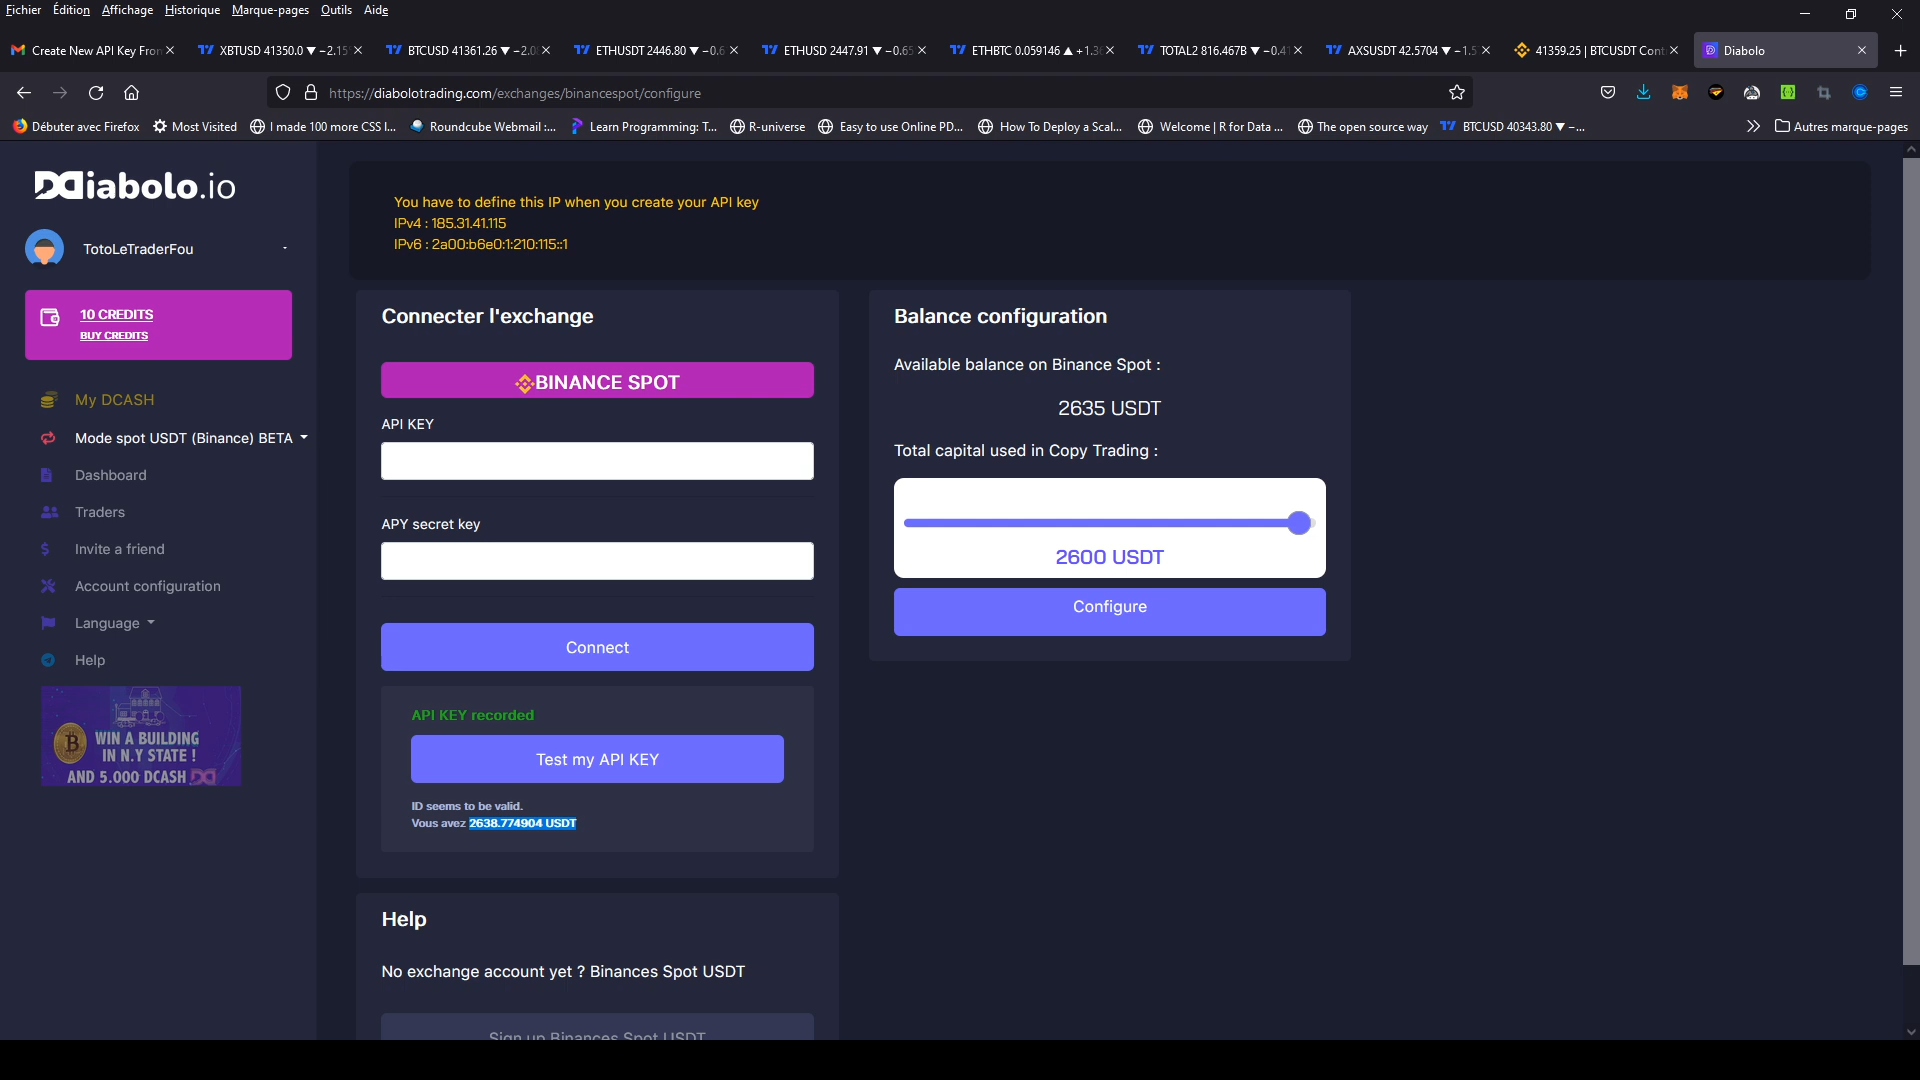 Fichier Édition Affichage Historique Marque-pages Outils Aide
Create New API Key Fron
XBTUSD 41350.0 ▼ −2.15
BTCUSD 41361.26 ▼ −2.0
ETHUSDT 2446.80 ▼ −0.6
ETHUSD 2447.91 ▼ −0.65
ETHBTC 0.059146 ▲ +1.3
TOTAL2 816.467B ▼ −0.41
AXSUSDT 42.5704 ▼ −1.5
41359.25 | BTCUSDT Cont
Diabolo
https://diabolotrading.com/exchanges/binancespot/configure
Débuter avec Firefox
Most Visited
I made 100 more CSS l...
Roundcube Webmail :...
Learn Programming: T...
R-universe
Easy to use Online PD...
How To Deploy a Scal...
Welcome | R for Data ...
The open source way
BTCUSD 40343.80 ▼ −...
Autres marque-pages
Diabolo.io
TotoLeTraderFou
10 CREDITS
BUY CREDITS
My DCASH
Mode spot USDT (Binance) BETA
Dashboard
Traders
Invite a friend
Account configuration
Language
Help
WIN A BUILDING
IN N.Y STATE !
AND 5.000 DCASH
You have to define this IP when you create your API key
IPv4 : 185.31.41.115
IPv6 : 2a00:b6e0:1:210:115::1
Connecter l'exchange
BINANCE SPOT
API KEY
APY secret key
Connect
API KEY recorded
Test my API KEY
ID seems to be valid.
Vous avez 2638.774904 USDT
Help
No exchange account yet ? Binances Spot USDT
Sign up Binances Spot USDT
Balance configuration
Available balance on Binance Spot :
2635 USDT
Total capital used in Copy Trading :
2600 USDT
Configure